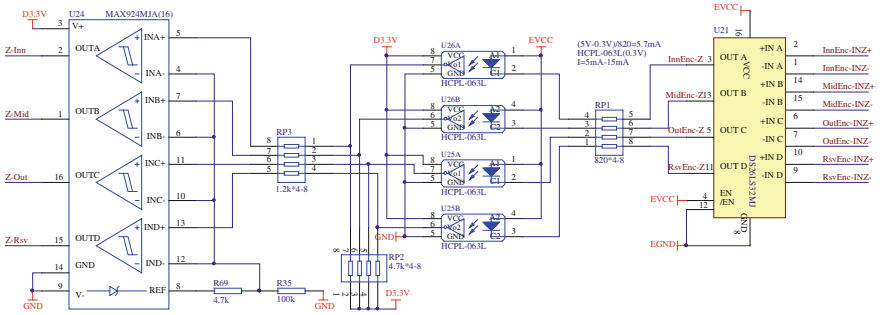 U24 MAX924MJA(16)
D3.3V
3 V+
Z-Inn 2 OUTA INA+ 5
INA- 4
Z-Mid 1 OUTB INB+ 7
INB- 6
Z-Out 16 OUTC INC+ 11
INC- 10
Z-Rsv 15 OUTD IND+ 13
14 GND IND- 12
9 V- REF 8
GND
R69
4.7k
R35
100k
GND
RP3
8 1
7 2
6 3
5 4
1.2k*4-8
D3.3V
EVCC
U26A
8 VCC A1 1
7 Vo1
5 GND C1 2
HCPL-063L
U26B
8 VCC A2 4
6 Vo2
5 GND C2 3
HCPL-063L
U25A
8 VCC A1 1
7 Vo1
5 GND C1 2
HCPL-063L
U25B
8 VCC A2 4
6 Vo2
5 GND C2 3
HCPL-063L
GND
8 7 6 5
RP2
4.7k*4-8
1 2 3 4
D3.3V
(5V-0.3V)/820=5.7mA
HCPL-063L(0.3V)
I=5mA-15mA
RP1
4 5
3 6
2 7
1 8
820*4-8
EVCC
U21
16
VCC
InnEnc-Z 3 OUT A
MidEnc-Z 13 OUT B
OutEnc-Z 5 OUT C
RsvEnc-Z 11 OUT D
EVCC 4 EN
12 /EN
EGND
GND
8
DS26LS32MJ
+IN A 2 InnEnc-INZ+
-IN A 1 InnEnc-INZ-
+IN B 14 MidEnc-INZ+
-IN B 15 MidEnc-INZ-
+IN C 6 OutEnc-INZ+
-IN C 7 OutEnc-INZ-
+IN D 10 RsvEnc-INZ+
-IN D 9 RsvEnc-INZ-